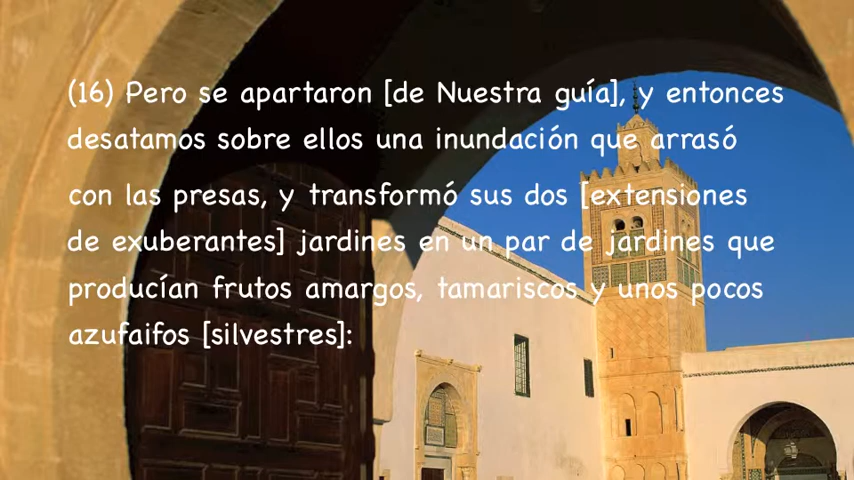 (16) Pero se apartaron [de Nuestra guía], y entonces
desatamos sobre ellos una inundación que arrasó
con las presas, y transformó sus dos [extensiones
de exuberantes] jardines en un par de jardines que
producían frutos amargos, tamariscos y unos pocos
azufaifos [silvestres]: